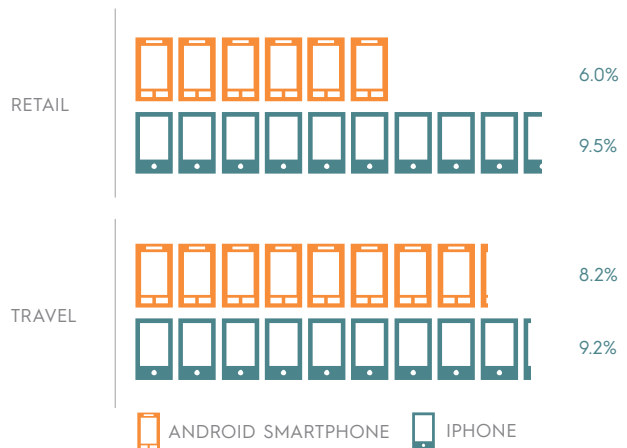 RETAIL
6.0%
9.5%
TRAVEL
8.2%
9.2%
ANDROID SMARTPHONE
IPHONE